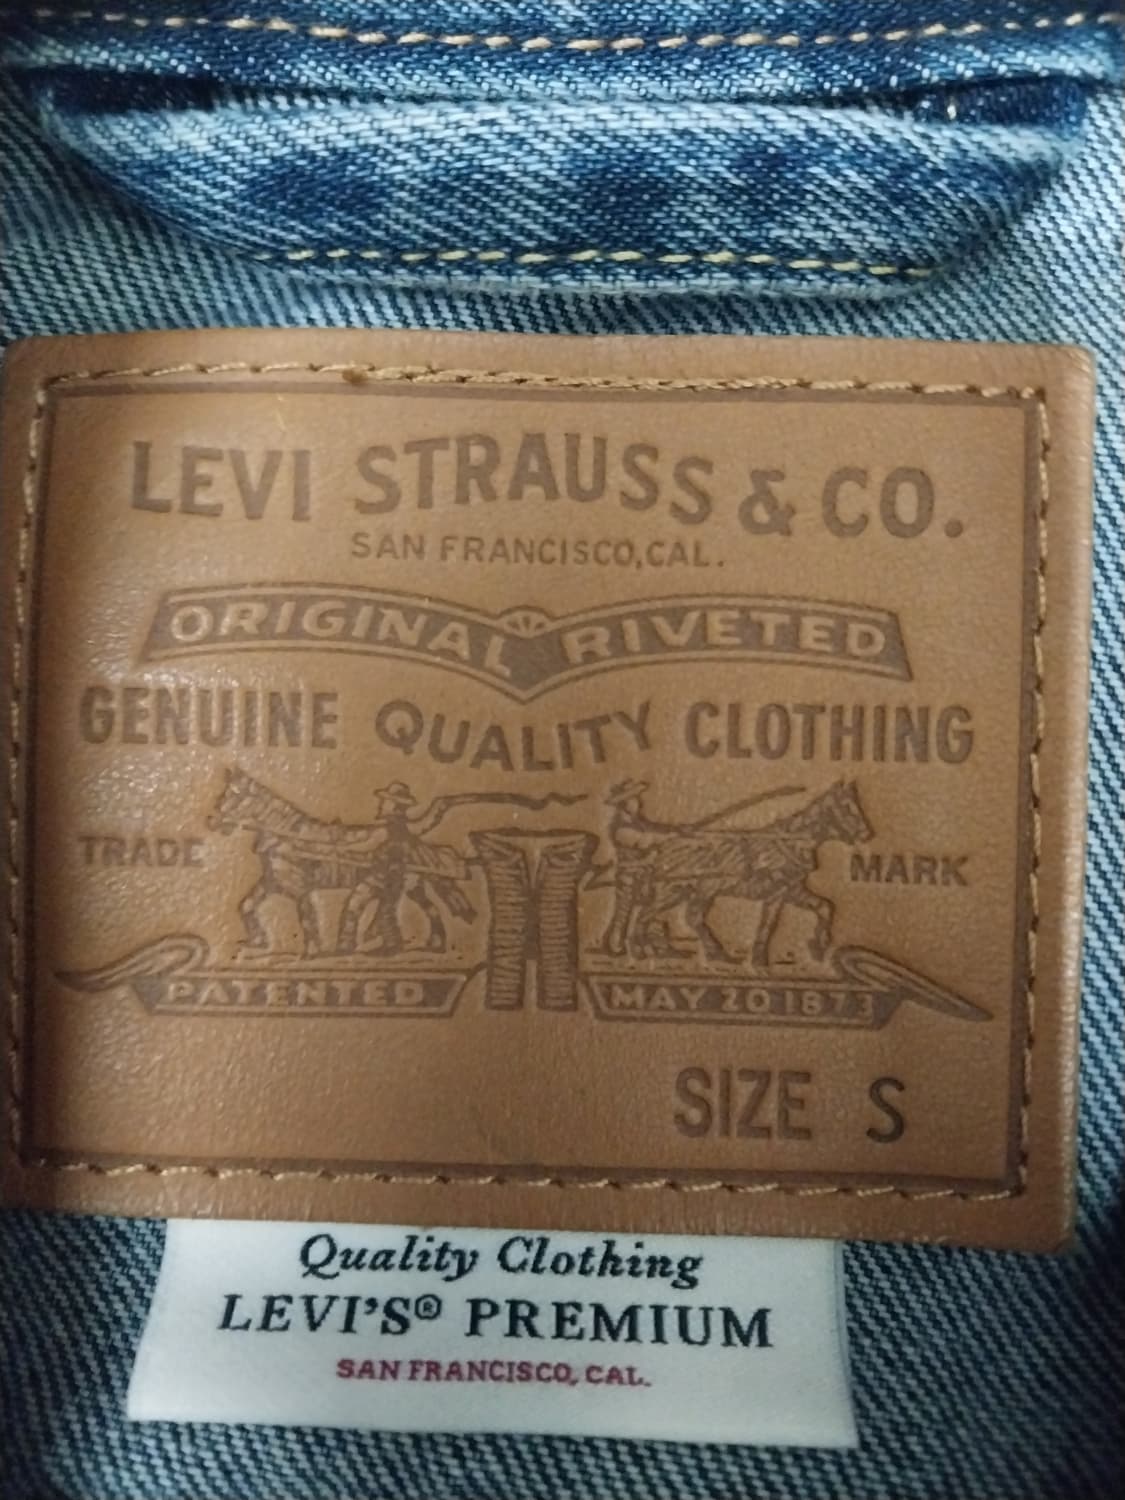 LEVI STRAUSS & CO.
SAN FRANCISCO,CAL.
ORIGINAL RIVETED
GENUINE QUALITY CLOTHING
TRADE MARK
PATENTED MAY 20 1873
SIZE S
Quality Clothing
LEVI'S® PREMIUM
SAN FRANCISCO, CAL.